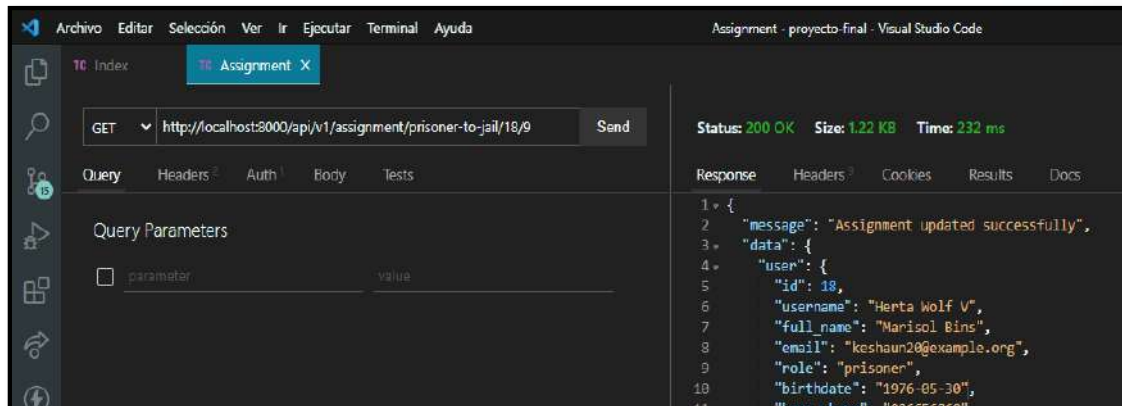 Archivo Editar Selección Ver Ir Ejecutar Terminal Ayuda
Assignment - proyecto-final - Visual Studio Code
TC Index
TC Assignment X
GET http://localhost:8000/api/v1/assignment/prisoner-to-jail/18/9 Send
Status: 200 OK Size: 1.22 KB Time: 232 ms
Query Headers 2 Auth 1 Body Tests
Response Headers Cookies Results Docs
Query Parameters
parameter value
15
1 {
2 "message": "Assignment updated successfully",
3 "data": {
4 "user": {
5 "id": 18,
6 "username": "Herta Wolf V",
7 "full_name": "Marisol Bins",
8 "email": "keshaun20@example.org",
9 "role": "prisoner",
10 "birthdate": "1976-05-30",